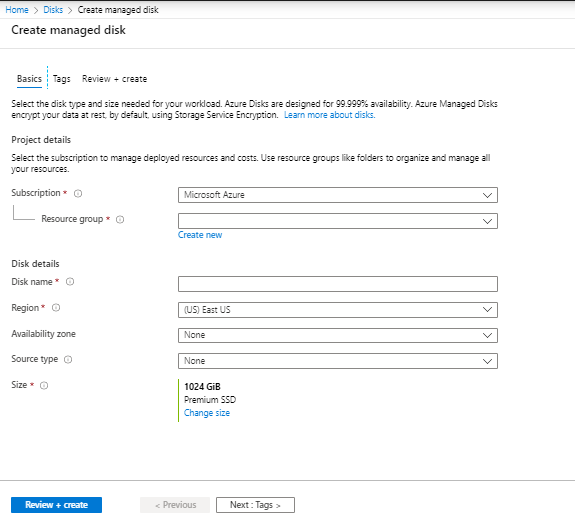 Home > Disks > Create managed disk
Create managed disk
Basics Tags Review + create
Select the disk type and size needed for your workload. Azure Disks are designed for 99.999% availability. Azure Managed Disks
encrypt your data at rest, by default, using Storage Service Encryption. Learn more about disks.
Project details
Select the subscription to manage deployed resources and costs. Use resource groups like folders to organize and manage all
your resources.
Subscription * Microsoft Azure
Resource group *
Create new
Disk details
Disk name *
Region * (US) East US
Availability zone None
Source type None
Size * 1024 GiB
Premium SSD
Change size
Review + create < Previous Next : Tags >